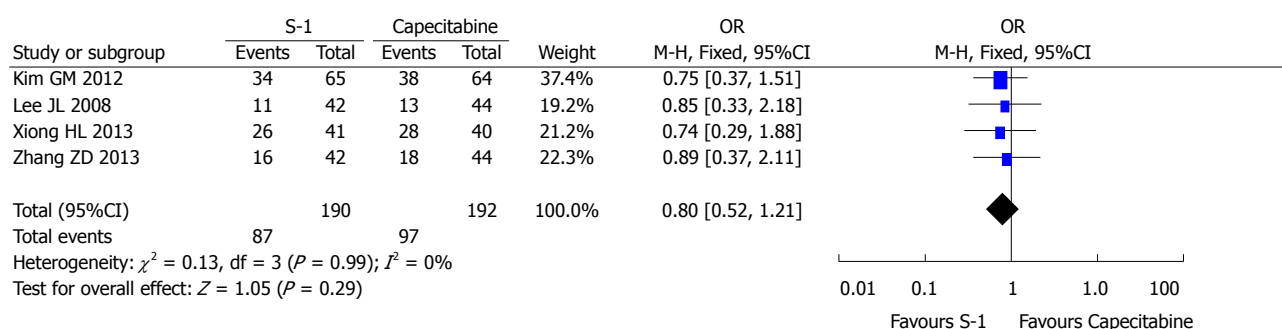 S-1 Capecitabine OR OR
Study or subgroup Events Total Events Total Weight M-H, Fixed, 95%CI M-H, Fixed, 95%CI
Kim GM 2012 34 65 38 64 37.4% 0.75 [0.37, 1.51]
Lee JL 2008 11 42 13 44 19.2% 0.85 [0.33, 2.18]
Xiong HL 2013 26 41 28 40 21.2% 0.74 [0.29, 1.88]
Zhang ZD 2013 16 42 18 44 22.3% 0.89 [0.37, 2.11]
Total (95%CI) 190 192 100.0% 0.80 [0.52, 1.21]
Total events 87 97
Heterogeneity: χ² = 0.13, df = 3 (P = 0.99); I² = 0%
Test for overall effect: Z = 1.05 (P = 0.29)
0.01 0.1 1 1.0 100
Favours S-1 Favours Capecitabine